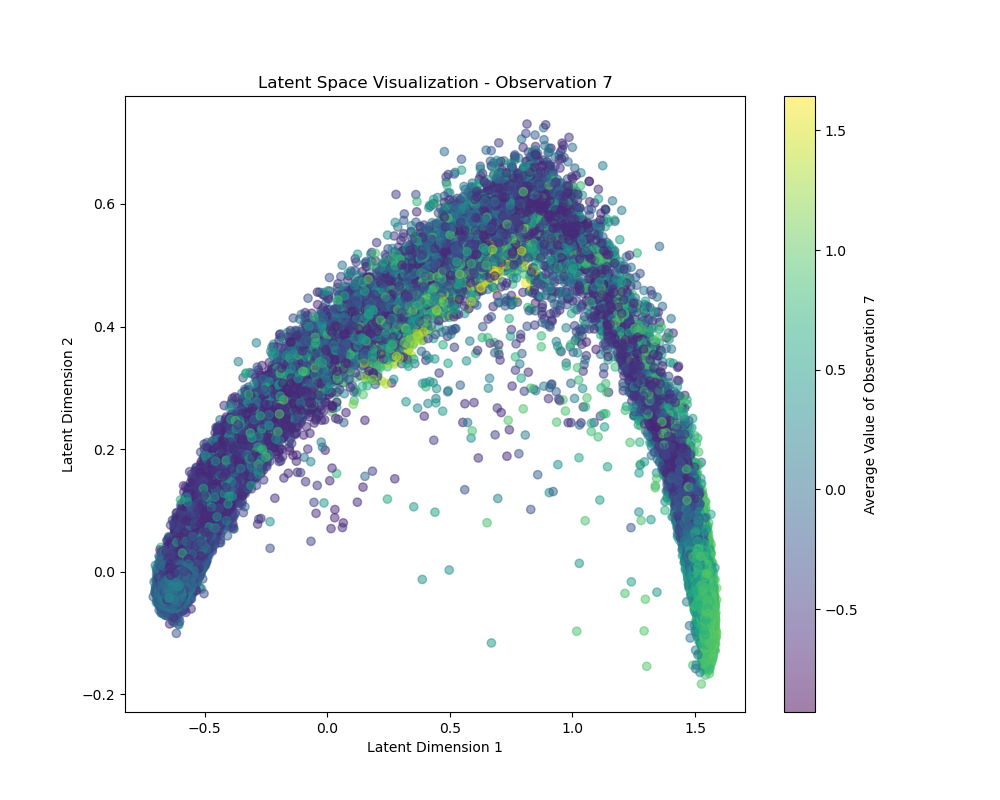 Latent Space Visualization - Observation 7
0.6
0.4
0.2
0.0
−0.2
Latent Dimension 2
−0.5 0.0 0.5 1.0 1.5
Latent Dimension 1
1.5
1.0
0.5
0.0
−0.5
Average Value of Observation 7